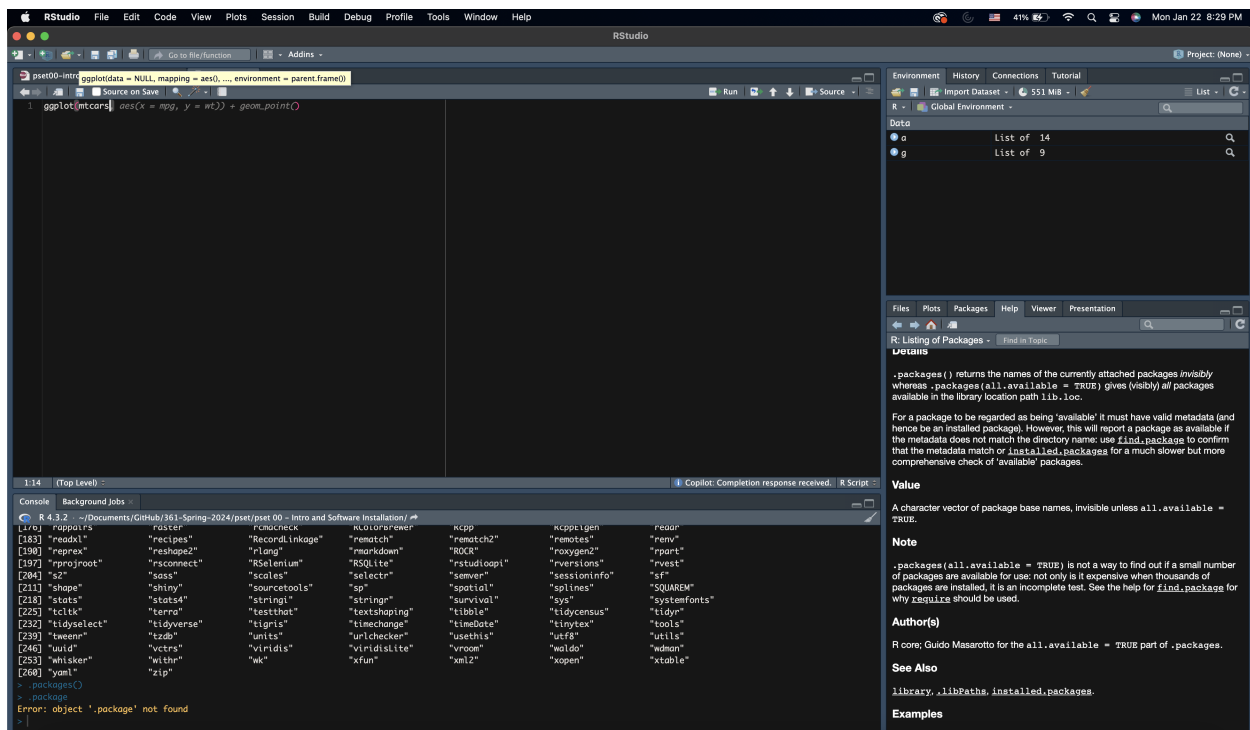 RStudio File Edit Code View Plots Session Build Debug Profile Tools Window Help 41% Mon Jan 22 8:29 PM
RStudio
Go to file/function Addins Project: (None)
pset00-intro
ggplot(data = NULL, mapping = aes(), ..., environment = parent.frame())
Source on Save Run Source
1 ggplot(mtcars, aes(x = mpg, y = wt)) + geom_point()
1:14 (Top Level) Copilot: Completion response received. R Script
Console Background Jobs
R 4.3.2 · ~/Documents/GitHub/361-Spring-2024/pset/pset 00 - Intro and Software Installation/
[176] "rappdirs" "raster" "rcmdcheck" "RColorBrewer" "Rcpp" "RcppEigen" "readr"
[183] "readxl" "recipes" "RecordLinkage" "rematch" "rematch2" "remotes" "renv"
[190] "reprex" "reshape2" "rlang" "rmarkdown" "ROCR" "roxygen2" "rpart"
[197] "rprojroot" "rsconnect" "RSelenium" "RSQLite" "rstudioapi" "rversions" "rvest"
[204] "s2" "sass" "scales" "selectr" "semver" "sessioninfo" "sf"
[211] "shape" "shiny" "sourcetools" "sp" "spatial" "splines" "SQUAREM"
[218] "stats" "stats4" "stringi" "stringr" "survival" "sys" "systemfonts"
[225] "tcltk" "terra" "testthat" "textshaping" "tibble" "tidycensus" "tidyr"
[232] "tidyselect" "tidyverse" "tigris" "timechange" "timeDate" "tinytex" "tools"
[239] "tweenr" "tzdb" "units" "urlchecker" "usethis" "utf8" "utils"
[246] "uuid" "vctrs" "viridis" "viridisLite" "vroom" "waldo" "wdman"
[253] "whisker" "withr" "wk" "xfun" "xml2" "xopen" "xtable"
[260] "yaml" "zip"
> .packages()
> .package
Error: object '.package' not found
>
Environment History Connections Tutorial
Import Dataset 551 MiB List
R Global Environment
Data
a List of 14
g List of 9
Files Plots Packages Help Viewer Presentation
R: Listing of Packages Find in Topic
Details
.packages() returns the names of the currently attached packages invisibly
whereas .packages(all.available = TRUE) gives (visibly) all packages
available in the library location path lib.loc.
For a package to be regarded as being ‘available’ it must have valid metadata (and
hence be an installed package). However, this will report a package as available if
the metadata does not match the directory name: use find.package to confirm
that the metadata match or installed.packages for a much slower but more
comprehensive check of ‘available’ packages.
Value
A character vector of package base names, invisible unless all.available =
TRUE.
Note
.packages(all.available = TRUE) is not a way to find out if a small number
of packages are available for use: not only is it expensive when thousands of
packages are installed, it is an incomplete test. See the help for find.package for
why require should be used.
Author(s)
R core; Guido Masarotto for the all.available = TRUE part of .packages.
See Also
library, .libPaths, installed.packages.
Examples